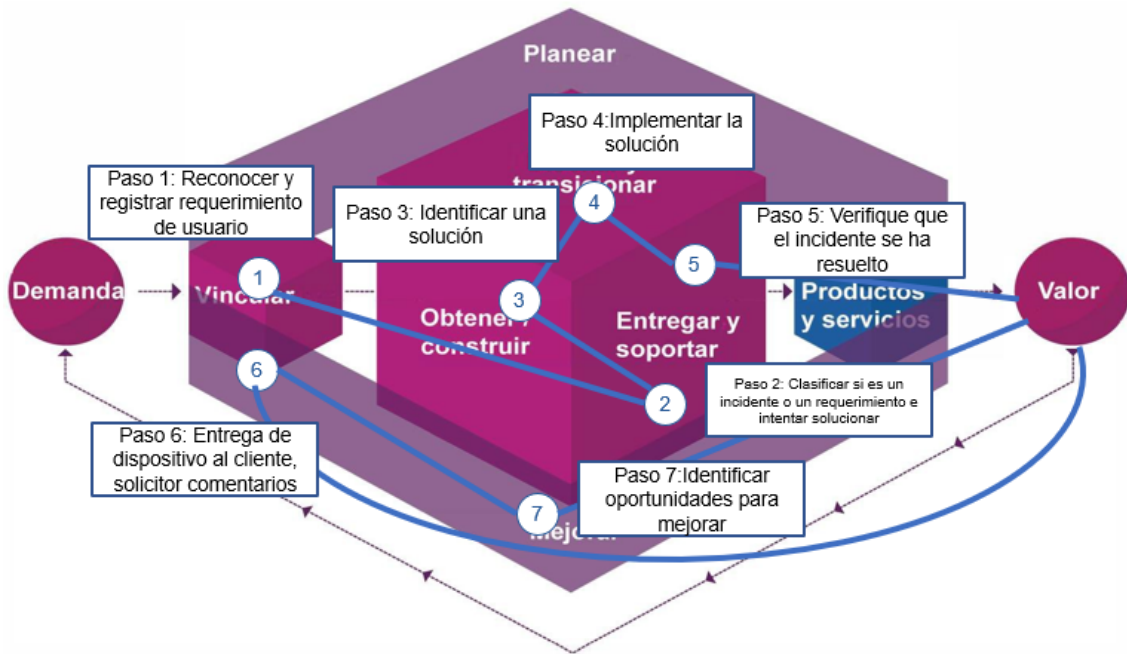 Planear
Paso 4:Implementar la
solución
y
transicionar
Paso 1: Reconocer y
registrar requerimiento
de usuario
Paso 3: Identificar una
solución
4
Paso 5: Verifique que
el incidente se ha
resuelto
5
1
3
Demanda
Vincular
Obtener /
construir
Entregar y
soportar
Productos
y servicios
Valor
6
2
Paso 2: Clasificar si es un
incidente o un requerimiento e
intentar solucionar
Paso 6: Entrega de
dispositivo al cliente,
solicitor comentarios
Paso 7:Identificar
oportunidades para
mejorar
7
Mejorar